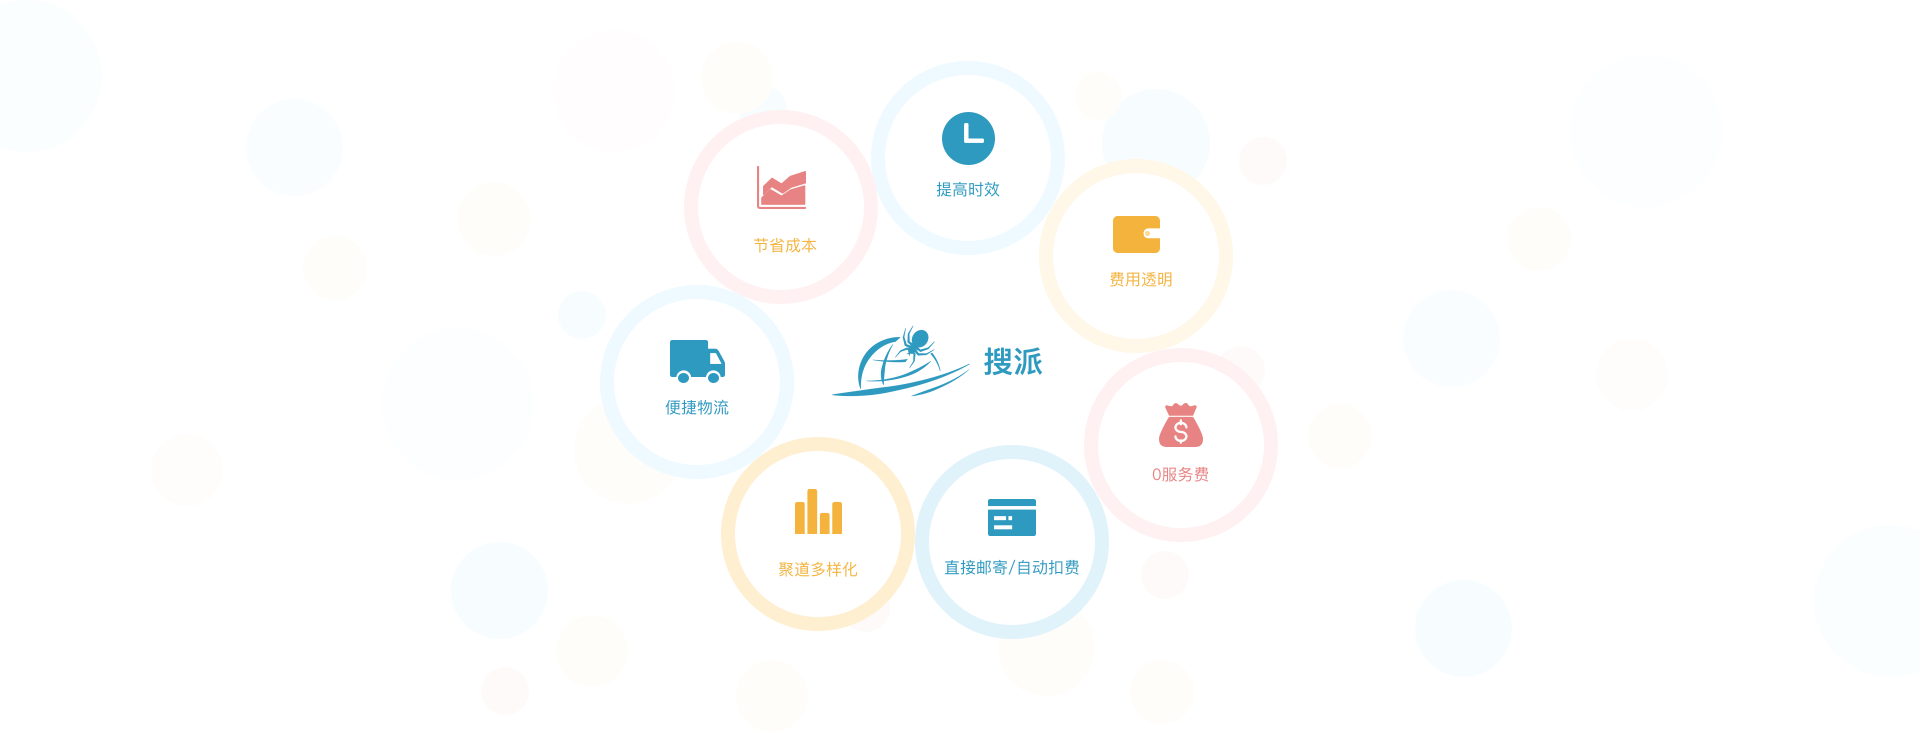 提高时效
节省成本
费用透明
搜派
便捷物流
0服务费
聚道多样化
直接邮寄/自动扣费